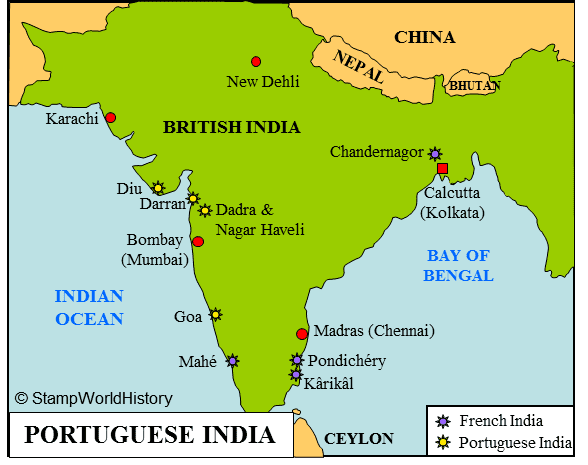 CHINA
NEPAL
BHUTAN
New Dehli
Karachi
BRITISH INDIA
Chandernagor
Diu
Darran
Calcutta
(Kolkata)
Dadra &
Nagar Haveli
Bombay
(Mumbai)
BAY OF
BENGAL
INDIAN
OCEAN
Goa
Madras (Chennai)
Mahé
Pondichéry
Kârikâl
© StampWorldHistory
PORTUGUESE INDIA
CEYLON
French India
Portuguese India